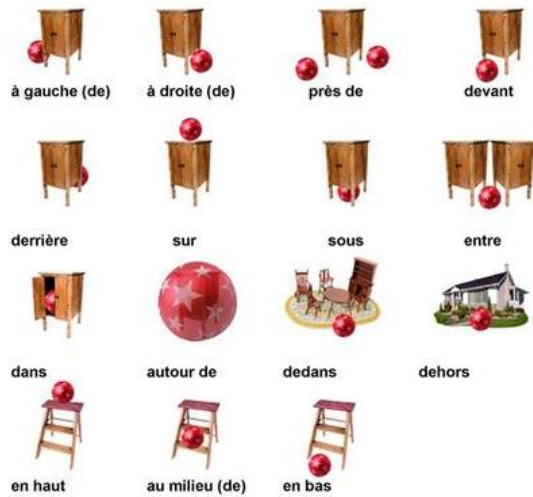 à gauche (de) à droite (de) près de devant
derrière sur sous entre
dans autour de dedans dehors
en haut au milieu (de) en bas